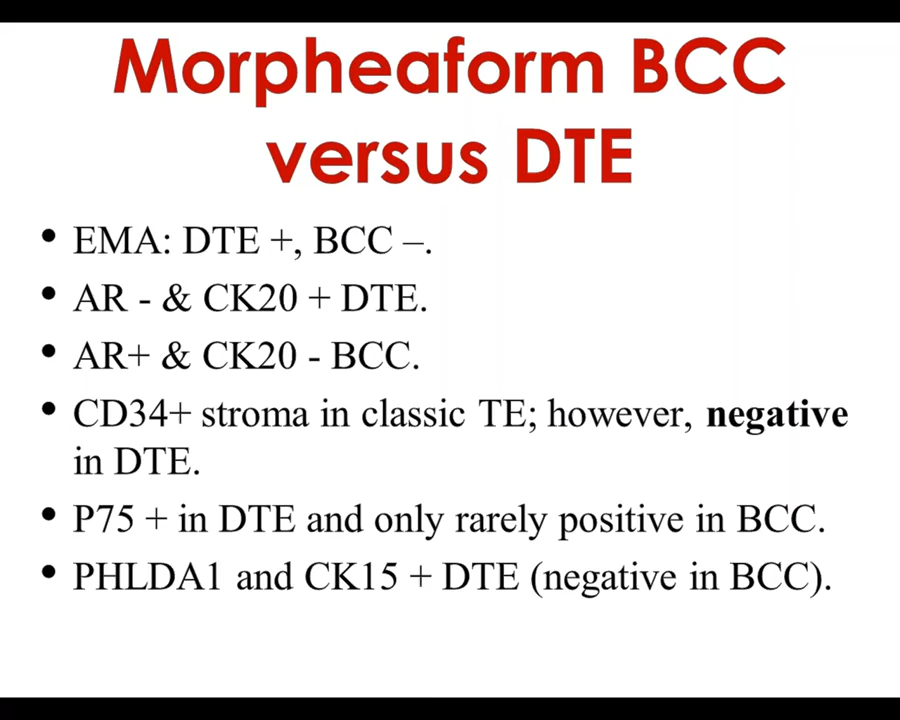 Morpheaform BCC
versus DTE
• EMA: DTE +, BCC –.
• AR - & CK20 + DTE.
• AR+ & CK20 - BCC.
• CD34+ stroma in classic TE; however, negative
in DTE.
• P75 + in DTE and only rarely positive in BCC.
• PHLDA1 and CK15 + DTE (negative in BCC).